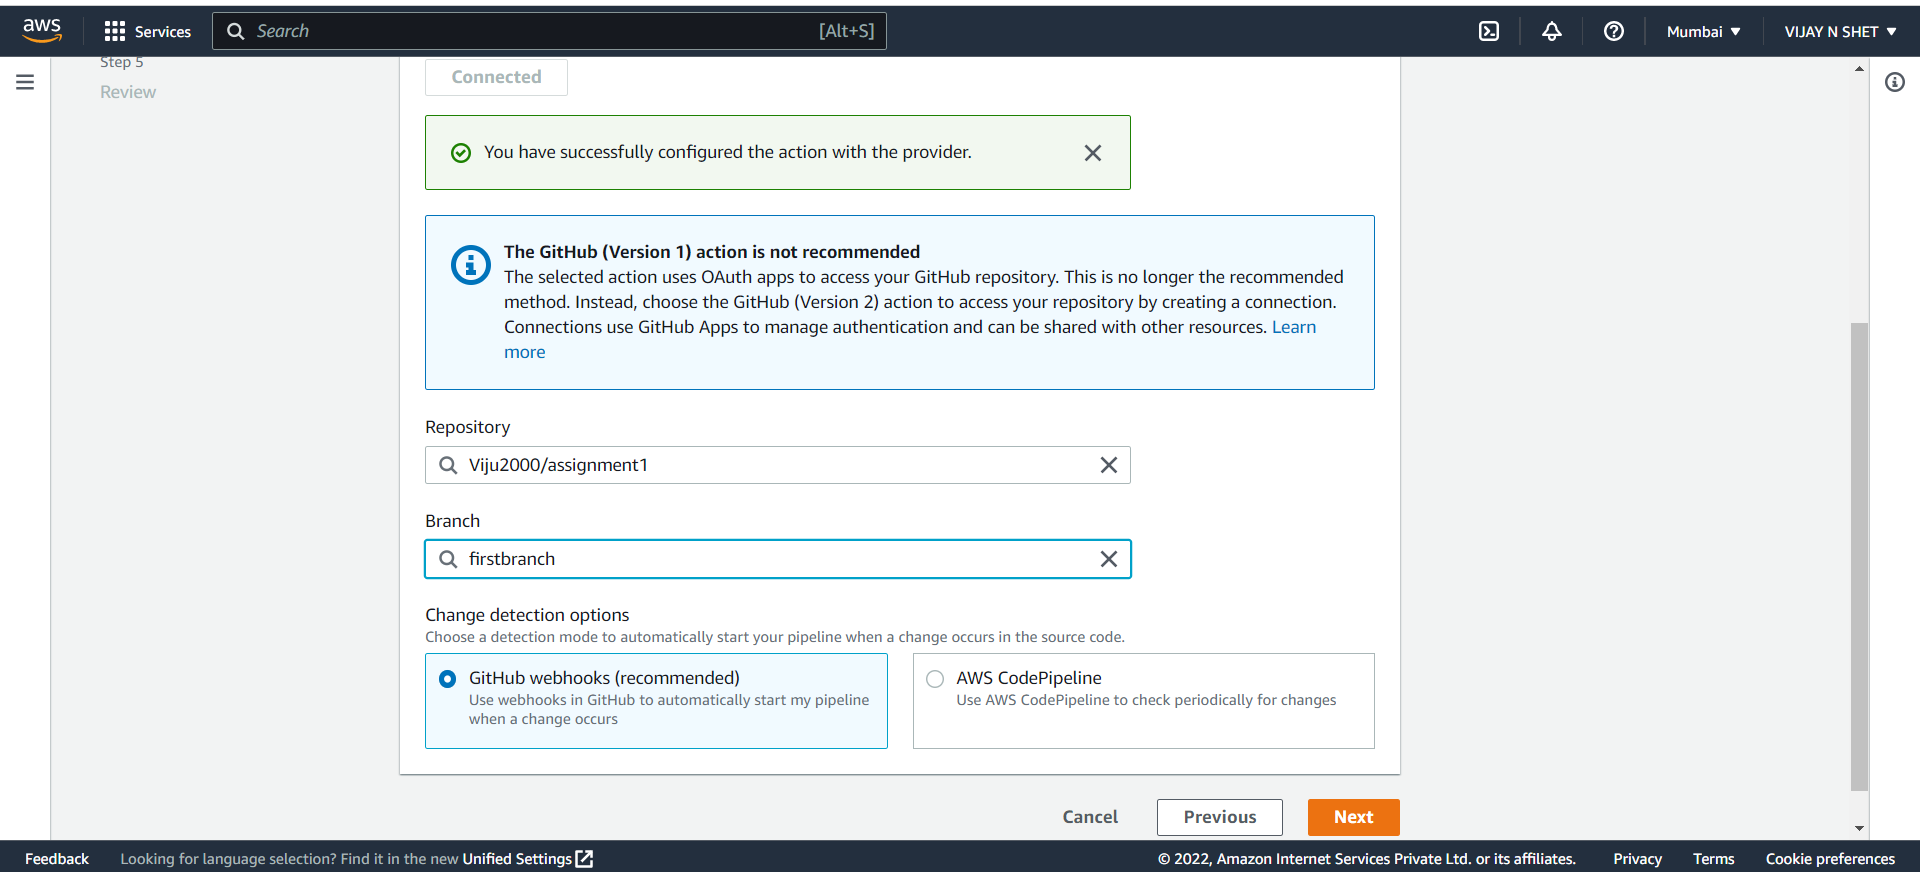 aws
Services
Search
[Alt+S]
Mumbai
VIJAY N SHET
Step 5
Review
Connected
You have successfully configured the action with the provider.
The GitHub (Version 1) action is not recommended
The selected action uses OAuth apps to access your GitHub repository. This is no longer the recommended
method. Instead, choose the GitHub (Version 2) action to access your repository by creating a connection.
Connections use GitHub Apps to manage authentication and can be shared with other resources. Learn
more
Repository
Viju2000/assignment1
Branch
firstbranch
Change detection options
Choose a detection mode to automatically start your pipeline when a change occurs in the source code.
GitHub webhooks (recommended)
Use webhooks in GitHub to automatically start my pipeline
when a change occurs
AWS CodePipeline
Use AWS CodePipeline to check periodically for changes
Cancel
Previous
Next
Feedback
Looking for language selection? Find it in the new Unified Settings
© 2022, Amazon Internet Services Private Ltd. or its affiliates.
Privacy
Terms
Cookie preferences